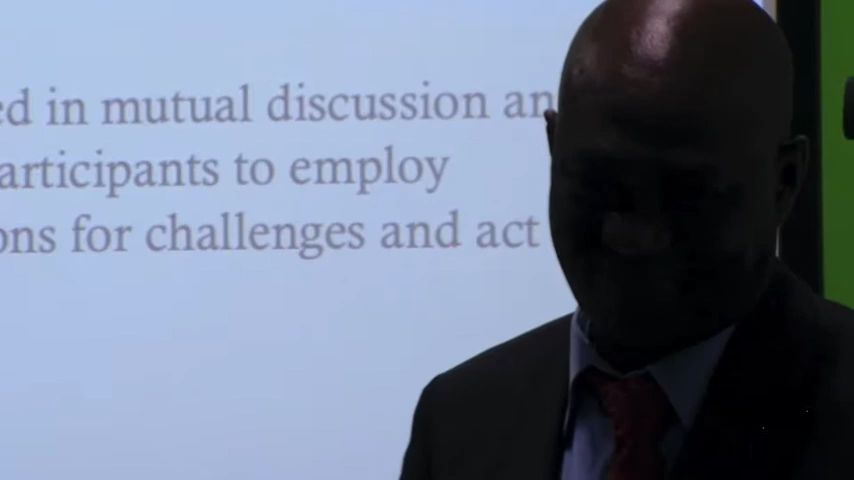 ed in mutual discussion an
articipants to employ
ons for challenges and act